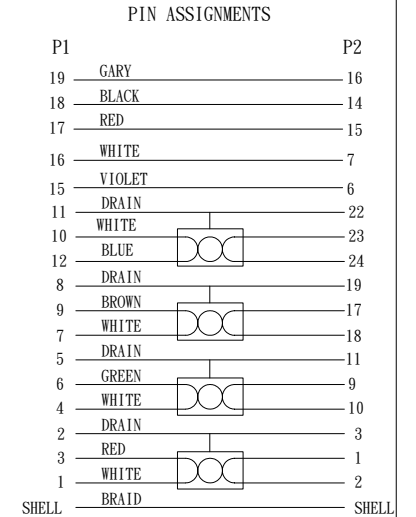 PIN ASSIGNMENTS
P1 P2
19 GARY 16
18 BLACK 14
17 RED 15
16 WHITE 7
15 VIOLET 6
11 DRAIN 22
10 WHITE 23
12 BLUE 24
8 DRAIN 19
9 BROWN 17
7 WHITE 18
5 DRAIN 11
6 GREEN 9
4 WHITE 10
2 DRAIN 3
3 RED 1
1 WHITE 2
SHELL BRAID SHELL